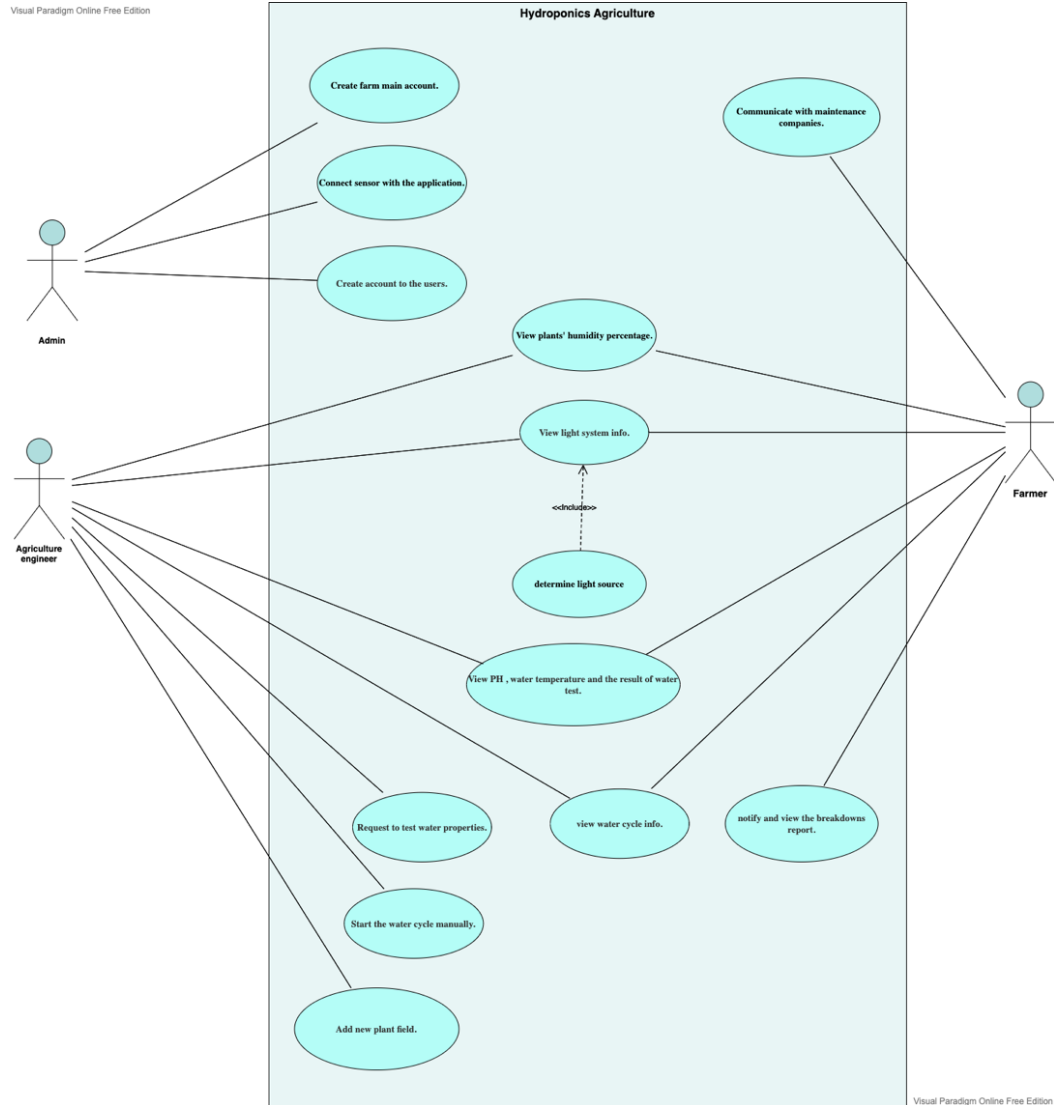 Visual Paradigm Online Free Edition
Hydroponics Agriculture
Create farm main account.
Communicate with maintenance
companies.
Connect sensor with the application.
Create account to the users.
Admin
View plants' humidity percentage.
View light system info.
Farmer
<<Include>>
Agriculture
engineer
determine light source
View PH , water temperature and the result of water
test.
Request to test water properties.
view water cycle info.
notify and view the breakdowns
report.
Start the water cycle manually.
Add new plant field.
Visual Paradigm Online Free Edition